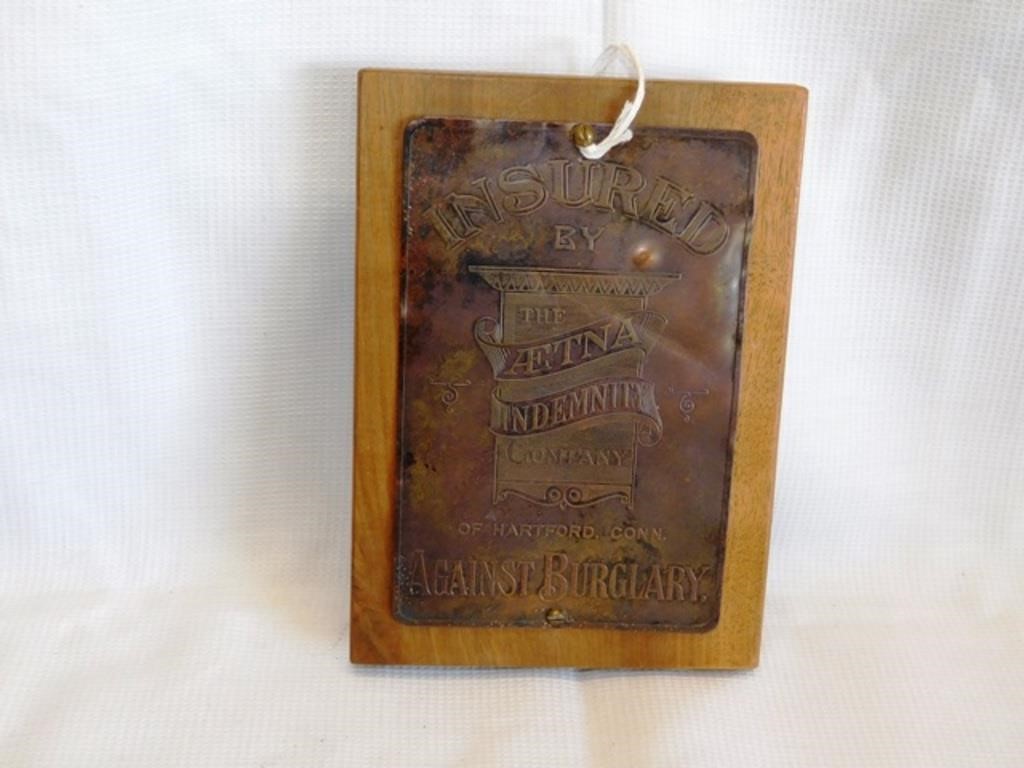 INSURED
BY
THE
ÆTNA
INDEMNITY
COMPANY
OF HARTFORD, CONN.
AGAINST BURGLARY.